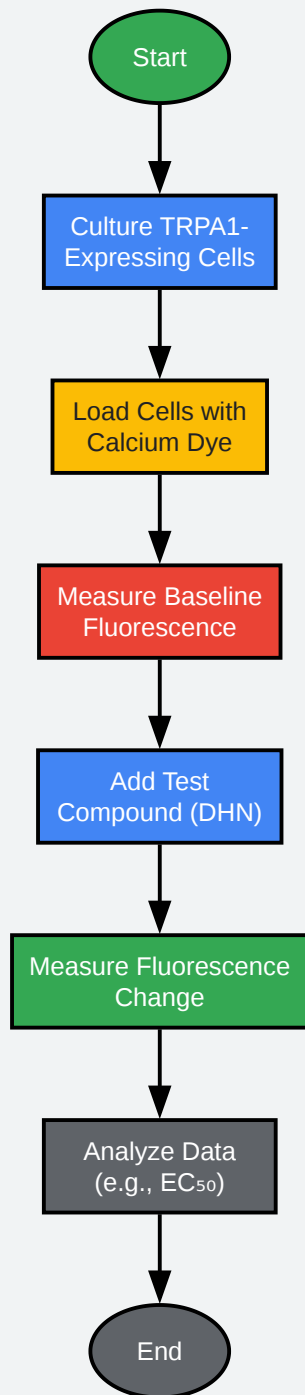 Start
Culture TRPA1-
Expressing Cells
Load Cells with
Calcium Dye
Measure Baseline
Fluorescence
Add Test
Compound (DHN)
Measure Fluorescence
Change
Analyze Data
(e.g., EC₅₀)
End